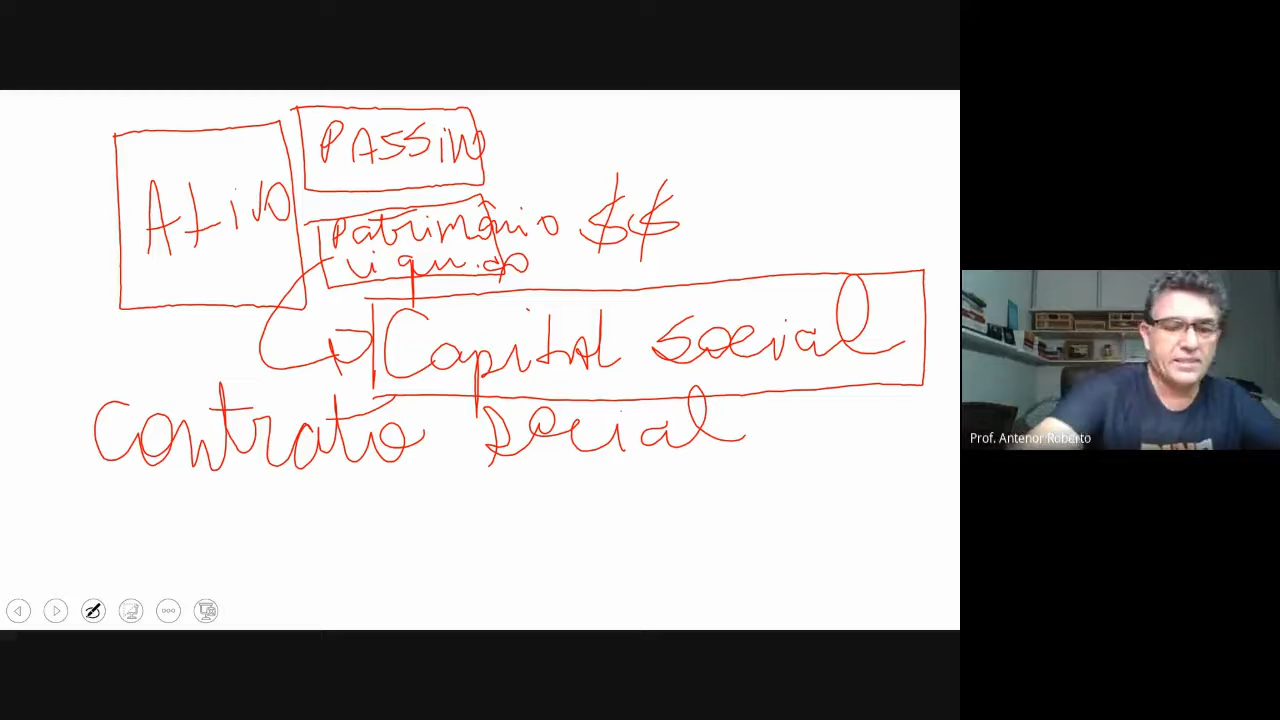 Ativo
PASSIVO
Patrimônio $$
Líquido
Capital social
Contrato social
Prof. Antenor Roberto